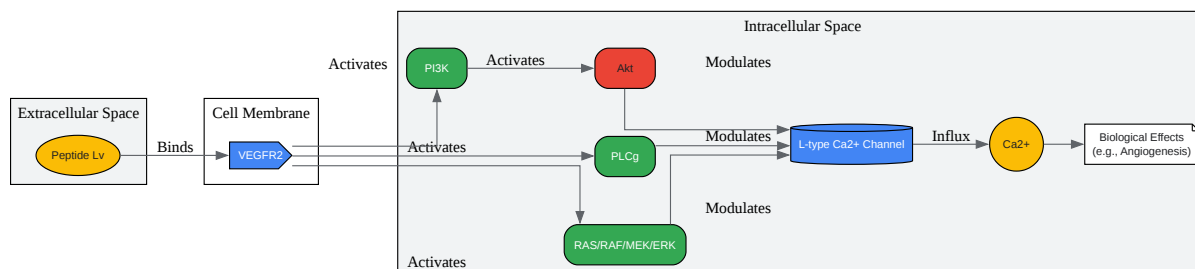 Intracellular Space
Activates
PI3K
Activates
Akt
Modulates
Extracellular Space
Cell Membrane
Peptide Lv
Binds
VEGFR2
Activates
PLCg
Modulates
L-type Ca2+ Channel
Influx
Ca2+
Biological Effects
(e.g., Angiogenesis)
Modulates
RAS/RAF/MEK/ERK
Activates